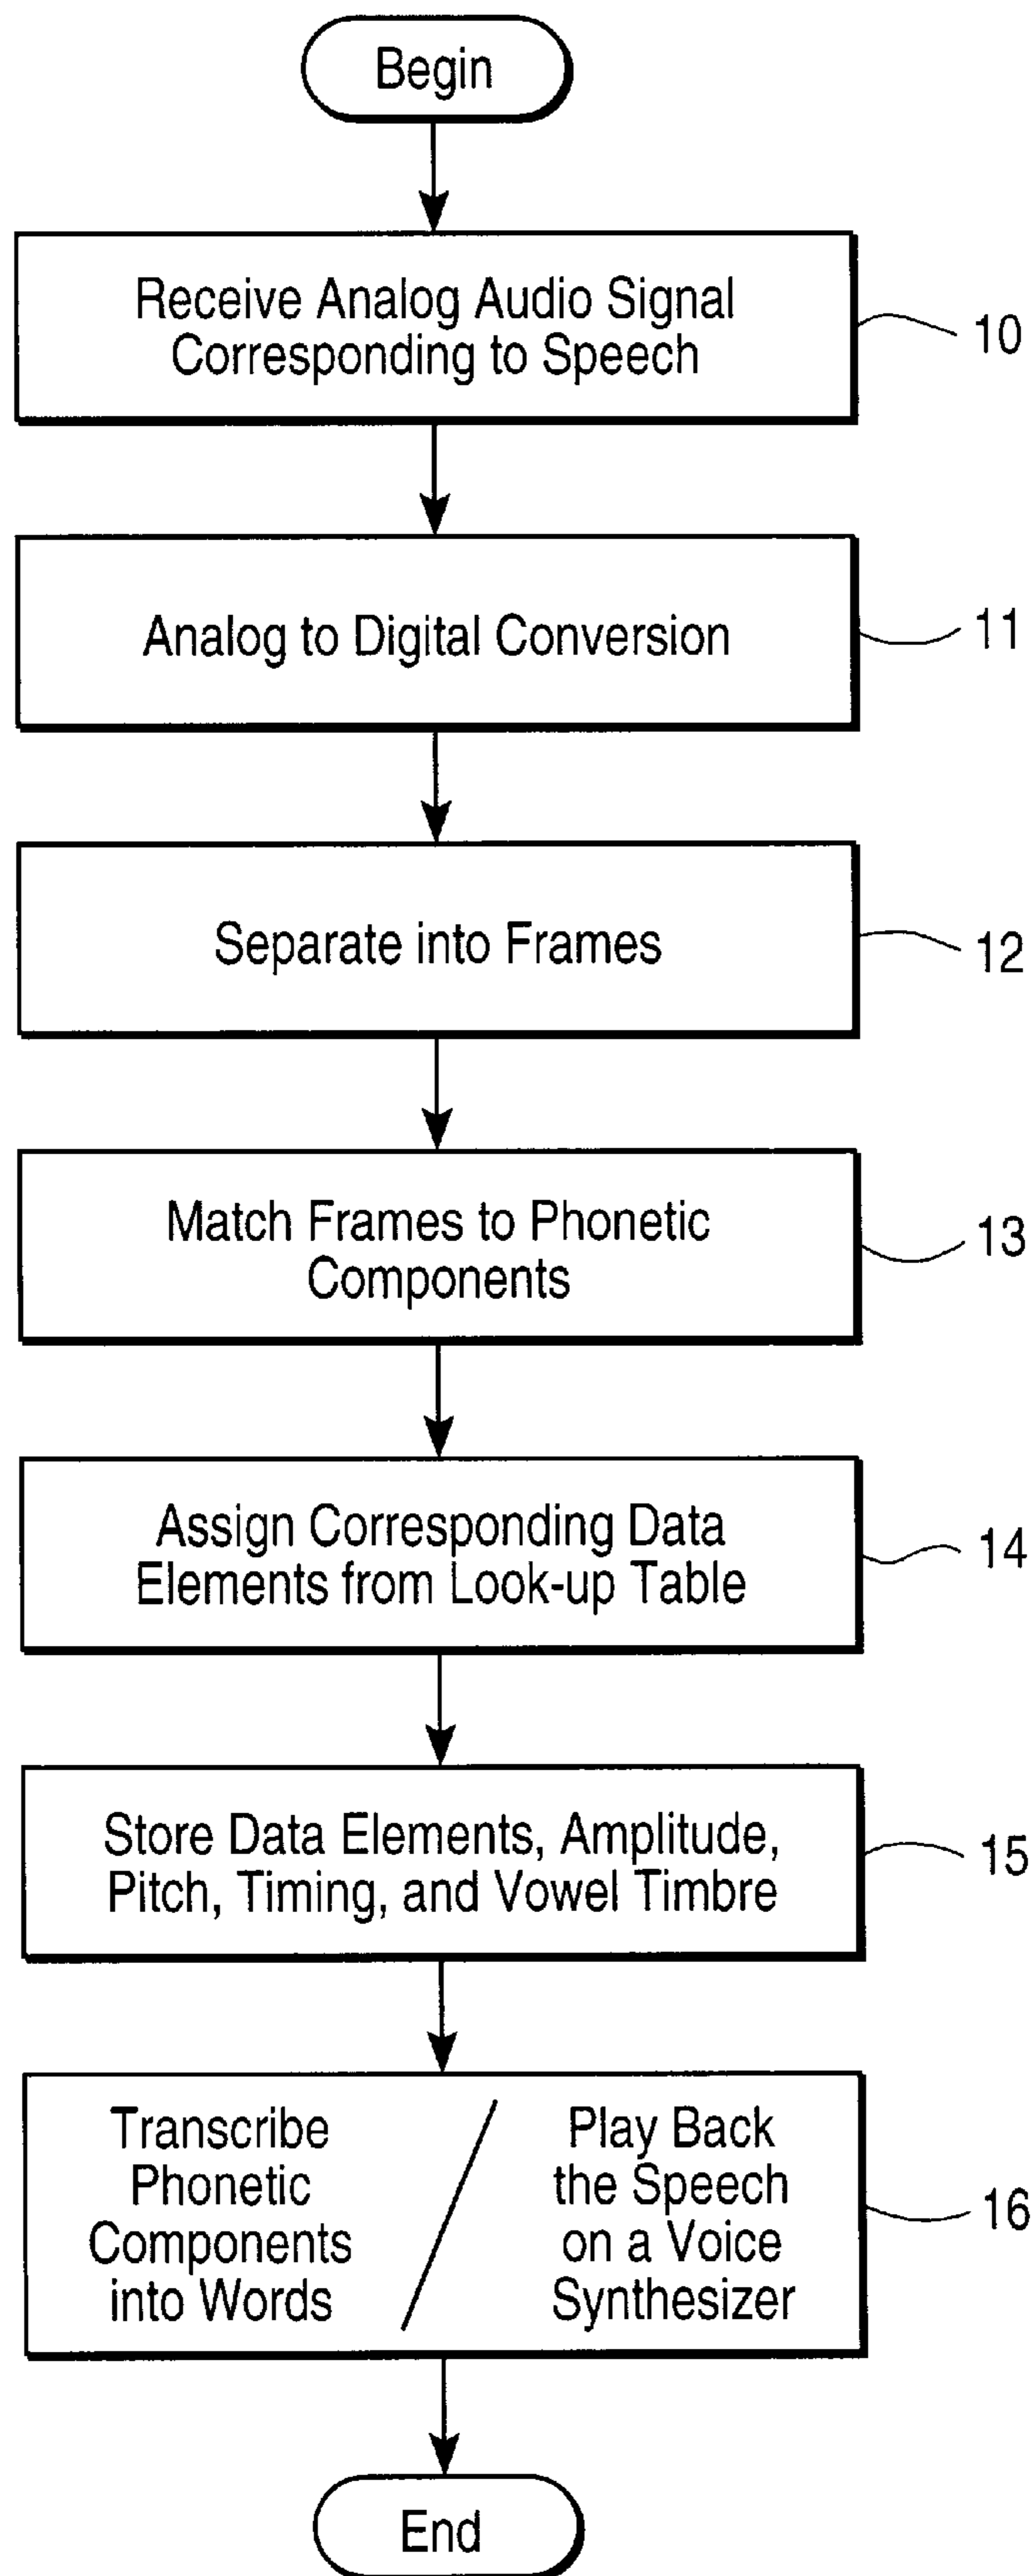 Begin
Receive Analog Audio Signal
Corresponding to Speech
10
Analog to Digital Conversion
11
Separate into Frames
12
Match Frames to Phonetic
Components
13
Assign Corresponding Data
Elements from Look-up Table
14
Store Data Elements, Amplitude,
Pitch, Timing, and Vowel Timbre
15
Transcribe
Phonetic
Components
into Words
/
Play Back
the Speech
on a Voice
Synthesizer
16
End